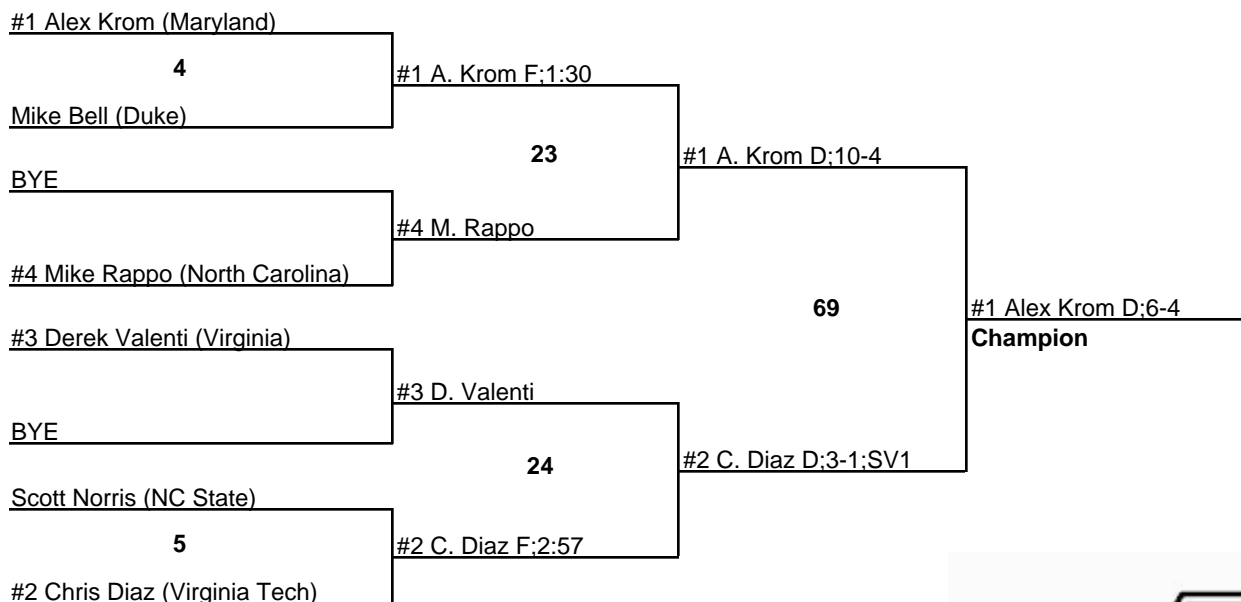 #1 Alex Krom (Maryland)
4
#1 A. Krom F;1:30
Mike Bell (Duke)
23
#1 A. Krom D;10-4
BYE
#4 M. Rappo
#4 Mike Rappo (North Carolina)
69
#1 Alex Krom D;6-4
Champion
#3 Derek Valenti (Virginia)
#3 D. Valenti
BYE
24
#2 C. Diaz D;3-1;SV1
Scott Norris (NC State)
5
#2 C. Diaz F;2:57
#2 Chris Diaz (Virginia Tech)